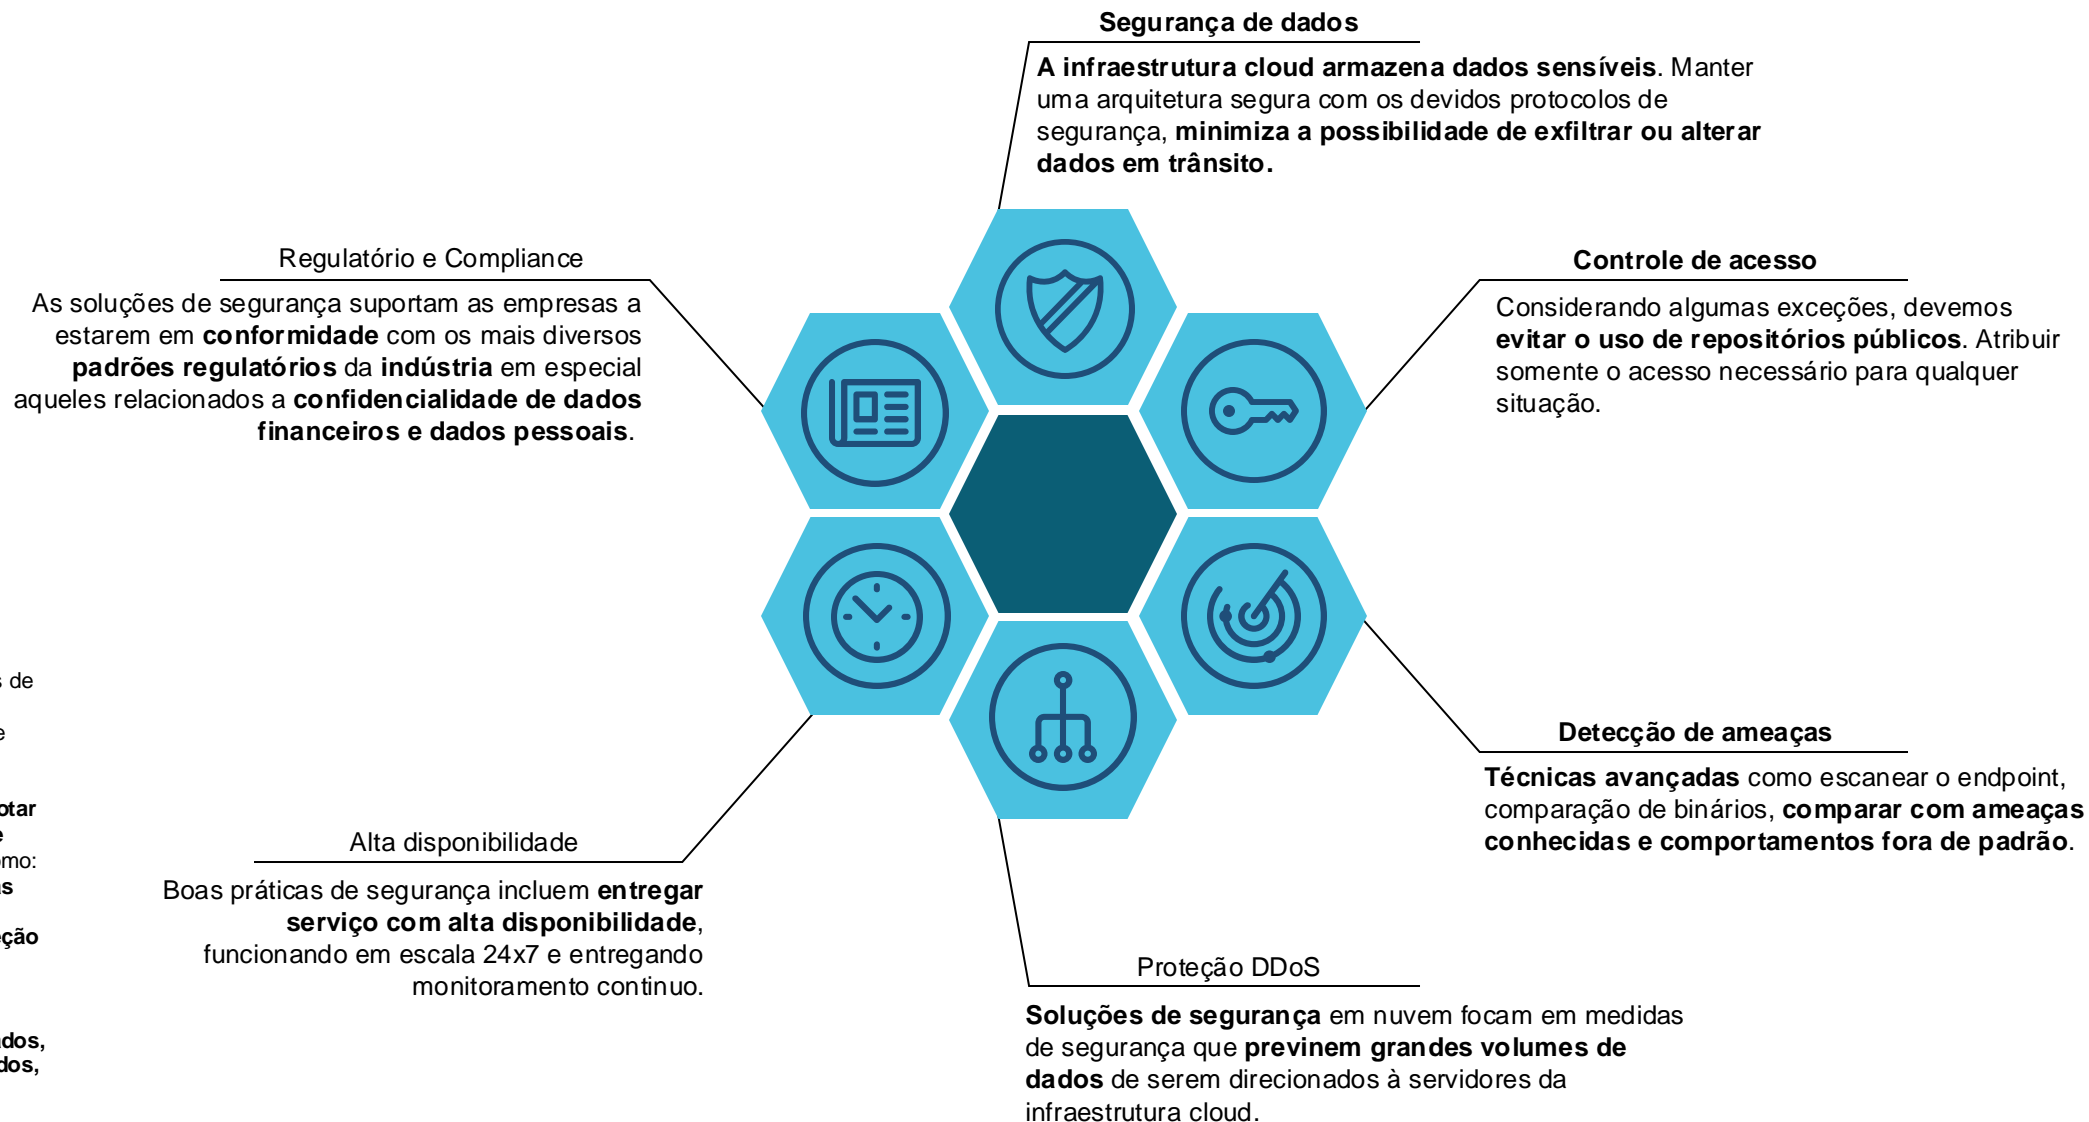 Segurança de dados
A infraestrutura cloud armazena dados sensíveis. Manter
uma arquitetura segura com os devidos protocolos de
segurança, minimiza a possibilidade de exfiltrar ou alterar
dados em trânsito.
Regulatório e Compliance
As soluções de segurança suportam as empresas a
estarem em conformidade com os mais diversos
padrões regulatórios da indústria em especial
aqueles relacionados a confidencialidade de dados
financeiros e dados pessoais.
Controle de acesso
Considerando algumas exceções, devemos
evitar o uso de repositórios públicos. Atribuir
somente o acesso necessário para qualquer
situação.
de
Detecção de ameaças
Técnicas avançadas como escanear o endpoint,
comparação de binários, comparar com ameaças
conhecidas e comportamentos fora de padrão.
Alta disponibilidade
Boas práticas de segurança incluem entregar
serviço com alta disponibilidade,
funcionando em escala 24x7 e entregando
monitoramento continuo.
Proteção DDoS
Soluções de segurança em nuvem focam em medidas
de segurança que previnem grandes volumes de
dados de serem direcionados à servidores da
infraestrutura cloud.